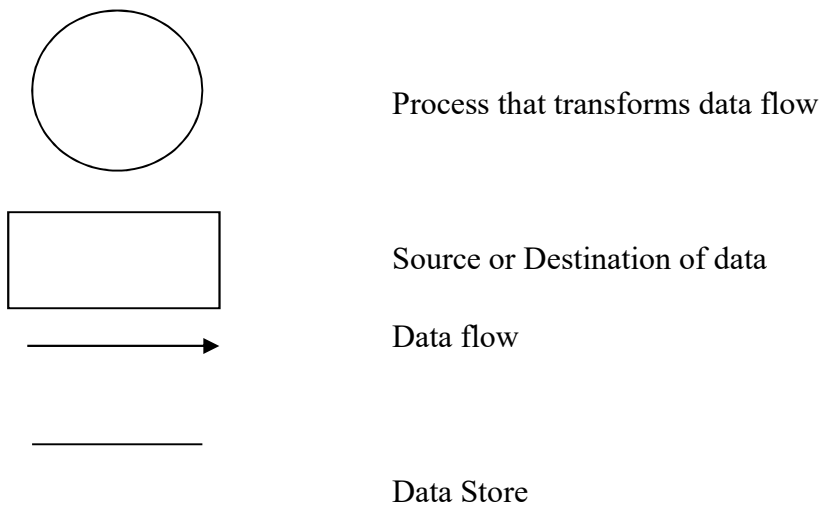 Process that transforms data flow
Source or Destination of data
Data flow
Data Store